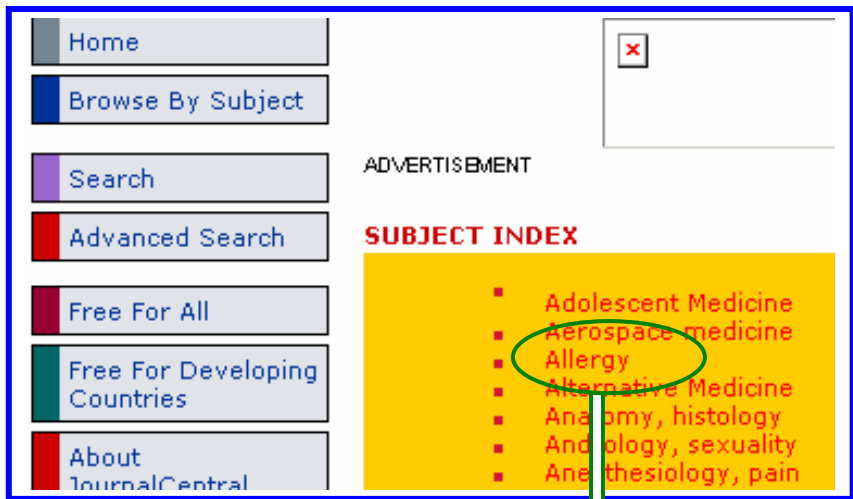 Home
Browse By Subject
Search
Advanced Search
Free For All
Free For Developing
Countries
About
JournalCentral
ADVERTISEMENT
SUBJECT INDEX
Adolescent Medicine
Aerospace medicine
Allergy
Alternative Medicine
Anatomy, histology
Andrology, sexuality
Anesthesiology, pain